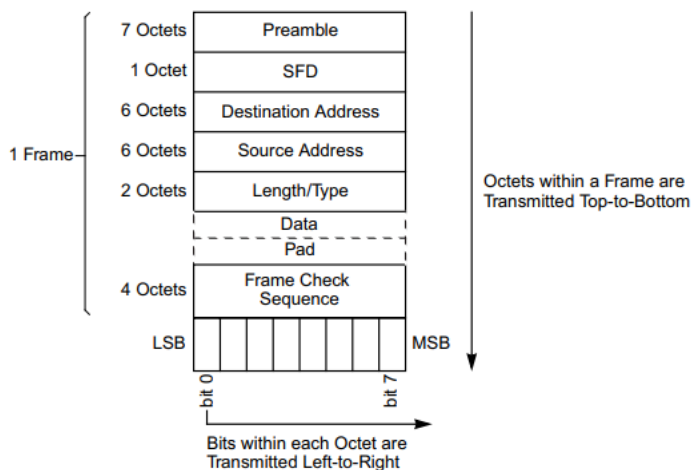 7 Octets
Preamble
1 Octet
SFD
6 Octets
Destination Address
6 Octets
Source Address
1 Frame
2 Octets
Length/Type
Octets within a Frame are
Transmitted Top-to-Bottom
Data
Pad
4 Octets
Frame Check
Sequence
LSB
MSB
bit 0
bit 7
Bits within each Octet are
Transmitted Left-to-Right